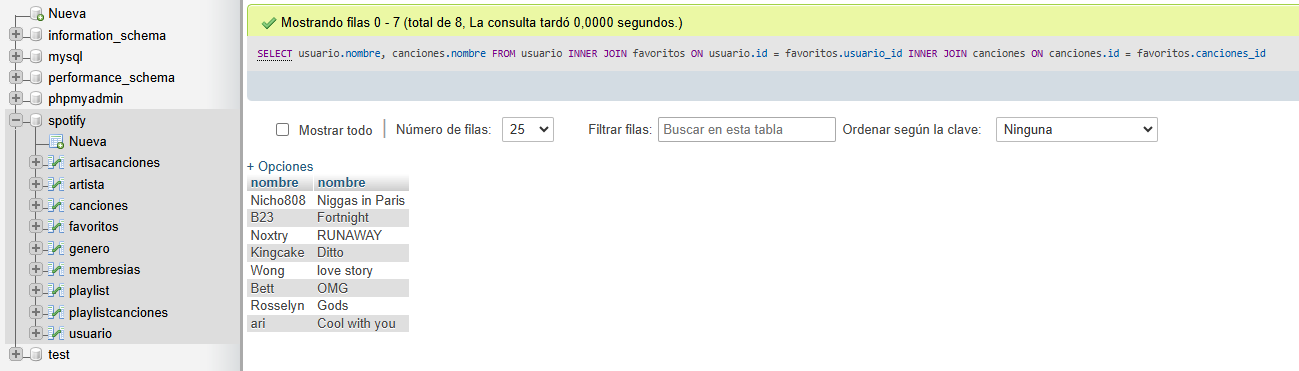 Nueva
information_schema
mysql
performance_schema
phpmyadmin
spotify
Nueva
artisacanciones
artista
canciones
favoritos
genero
membresias
playlist
playlistcanciones
usuario
test
Mostrando filas 0 - 7 (total de 8, La consulta tardó 0,0000 segundos.)
SELECT usuario.nombre, canciones.nombre FROM usuario INNER JOIN favoritos ON usuario.id = favoritos.usuario_id INNER JOIN canciones ON canciones.id = favoritos.canciones_id
Mostrar todo | Número de filas: 25 Filtrar filas: Buscar en esta tabla Ordenar según la clave: Ninguna
+ Opciones
nombre nombre
Nicho808 Niggas in Paris
B23 Fortnight
Noxtry RUNAWAY
Kingcake Ditto
Wong love story
Bett OMG
Rosselyn Gods
ari Cool with you